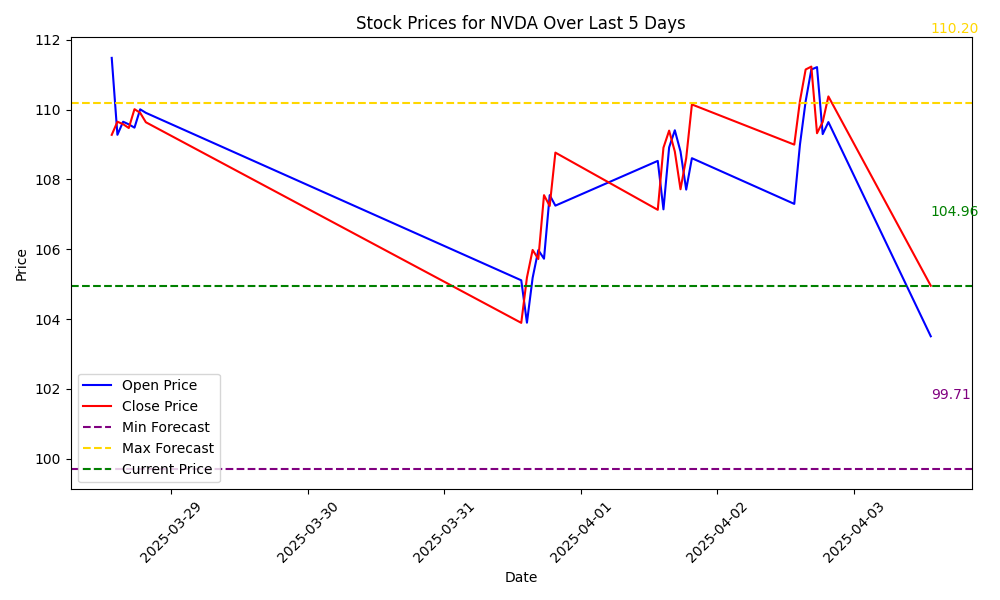 Stock Prices for NVDA Over Last 5 Days
110.20
112
110
108
106
104
102
100
Price
104.96
99.71
Open Price
Close Price
Min Forecast
Max Forecast
Current Price
2025-03-29
2025-03-30
2025-03-31
2025-04-01
2025-04-02
2025-04-03
Date